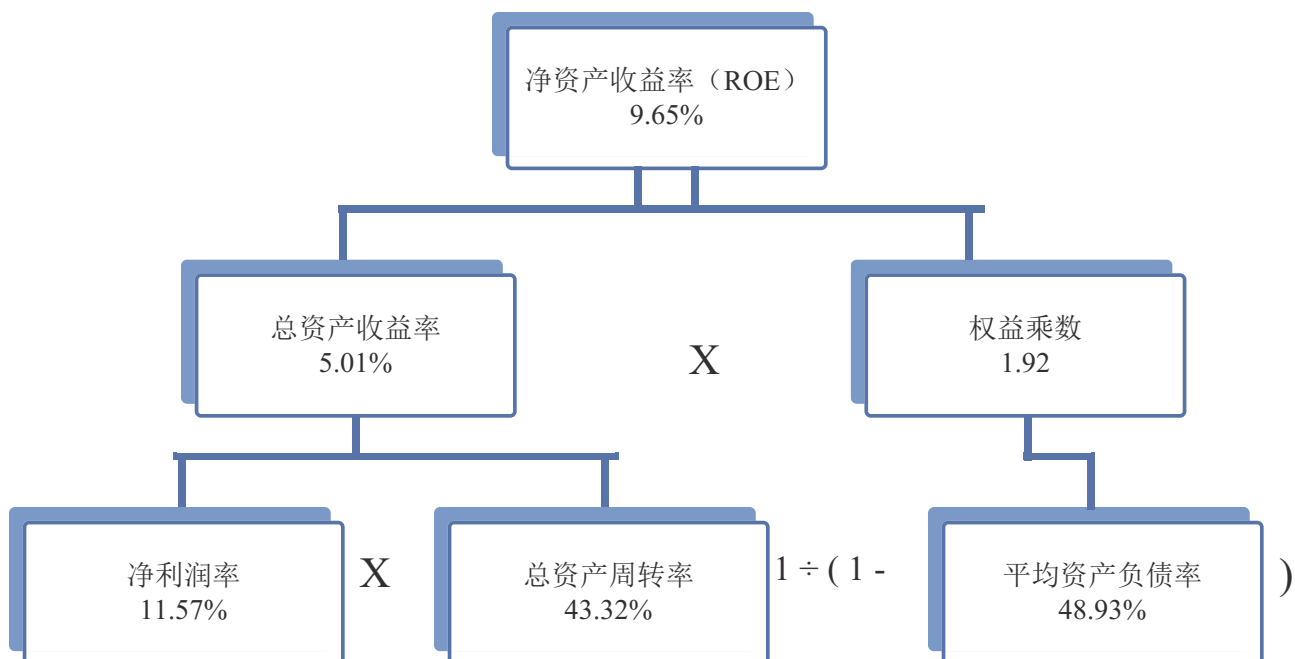 净资产收益率（ROE）
9.65%
总资产收益率
5.01%
X
权益乘数
1.92
净利润率
11.57%
X
总资产周转率
43.32%
1 ÷ ( 1 -
平均资产负债率
48.93%
)